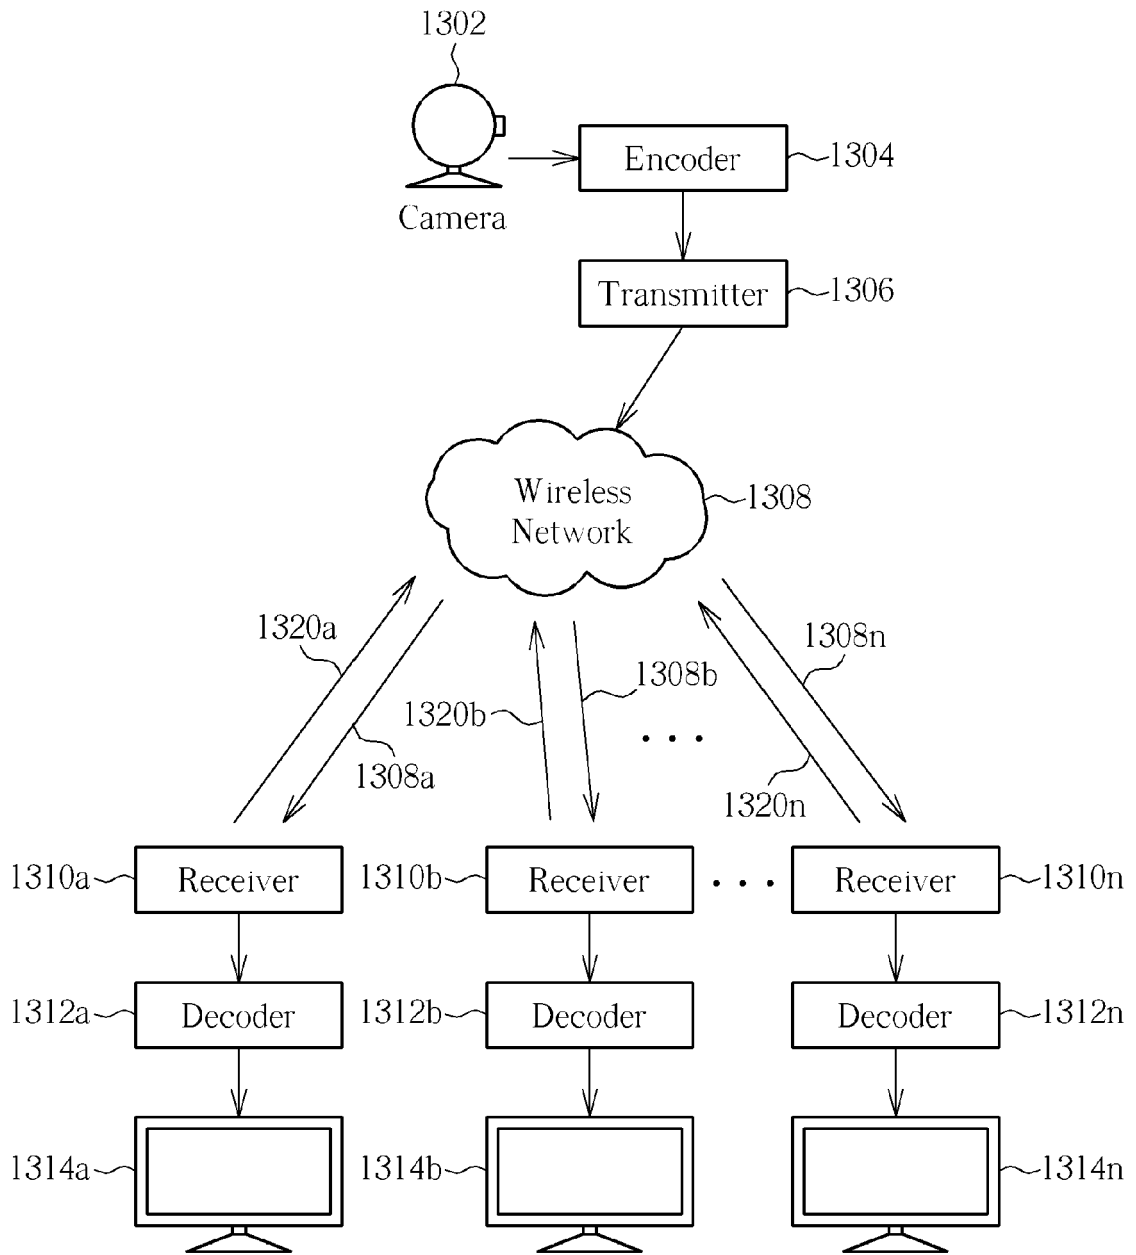 1302
Camera
Encoder
1304
Transmitter
1306
Wireless
Network
1308
1320a
1308a
1320b
1308b
1308n
1320n
1310a
Receiver
1310b
Receiver
Receiver
1310n
1312a
Decoder
1312b
Decoder
Decoder
1312n
1314a
1314b
1314n